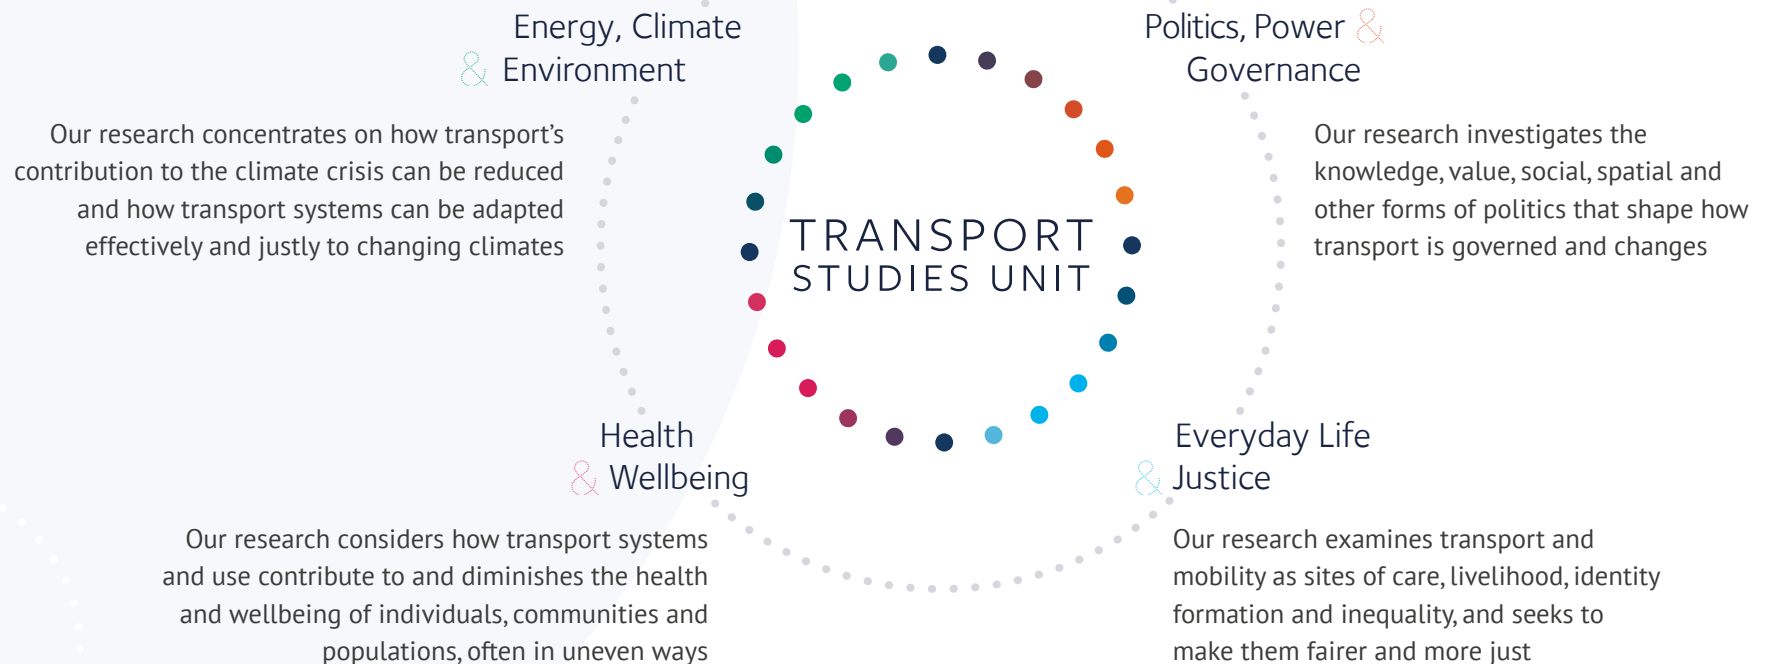 Energy, Climate
& Environment
Our research concentrates on how transport’s
contribution to the climate crisis can be reduced
and how transport systems can be adapted
effectively and justly to changing climates
Politics, Power &
Governance
Our research investigates the
knowledge, value, social, spatial and
other forms of politics that shape how
transport is governed and changes
TRANSPORT
STUDIES UNIT
Health
& Wellbeing
Our research considers how transport systems
and use contribute to and diminishes the health
and wellbeing of individuals, communities and
populations, often in uneven ways
Everyday Life
& Justice
Our research examines transport and
mobility as sites of care, livelihood, identity
formation and inequality, and seeks to
make them fairer and more just